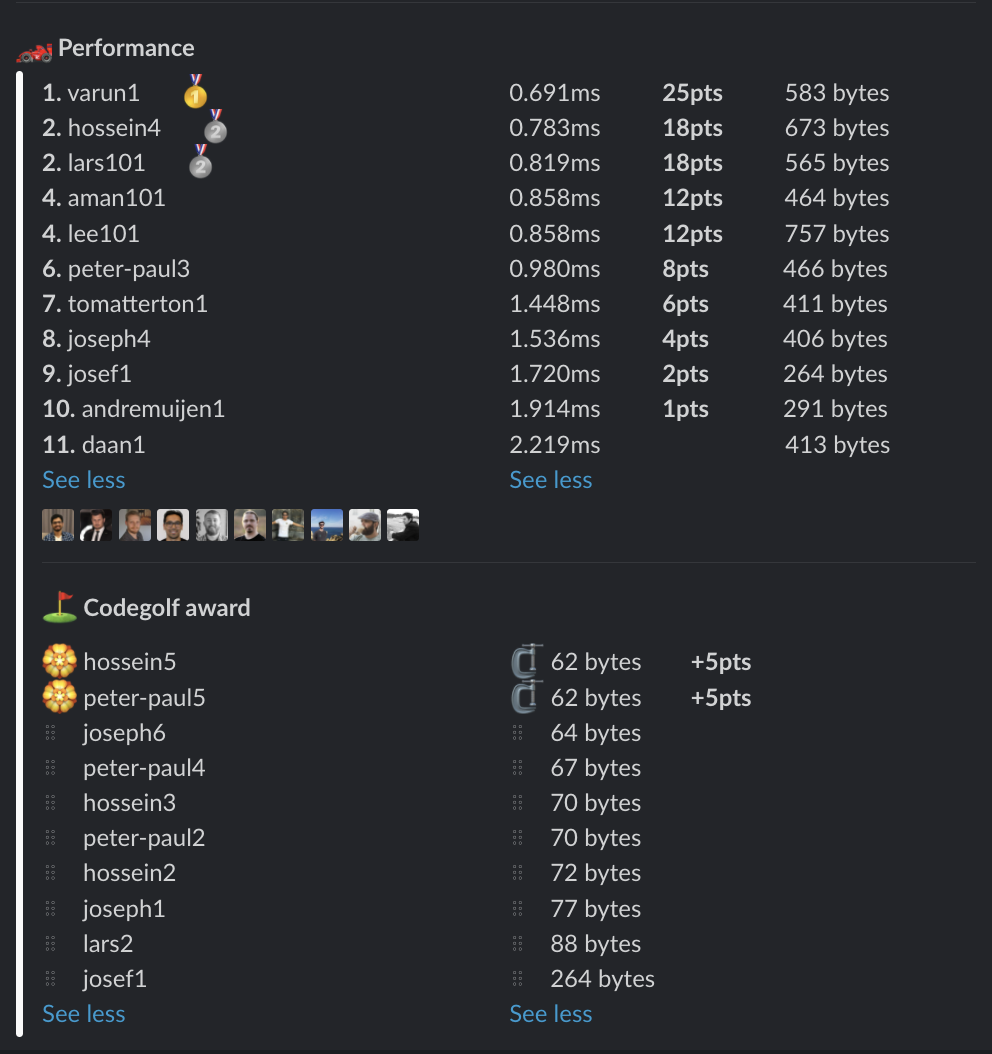 Performance
1. varun1 0.691ms 25pts 583 bytes
2. hossein4 0.783ms 18pts 673 bytes
2. lars101 0.819ms 18pts 565 bytes
4. aman101 0.858ms 12pts 464 bytes
4. lee101 0.858ms 12pts 757 bytes
6. peter-paul3 0.980ms 8pts 466 bytes
7. tomatterton1 1.448ms 6pts 411 bytes
8. joseph4 1.536ms 4pts 406 bytes
9. josef1 1.720ms 2pts 264 bytes
10. andremuijen1 1.914ms 1pts 291 bytes
11. daan1 2.219ms 413 bytes
See less See less
Codegolf award
hossein5 62 bytes +5pts
peter-paul5 62 bytes +5pts
joseph6 64 bytes
peter-paul4 67 bytes
hossein3 70 bytes
peter-paul2 70 bytes
hossein2 72 bytes
joseph1 77 bytes
lars2 88 bytes
josef1 264 bytes
See less See less